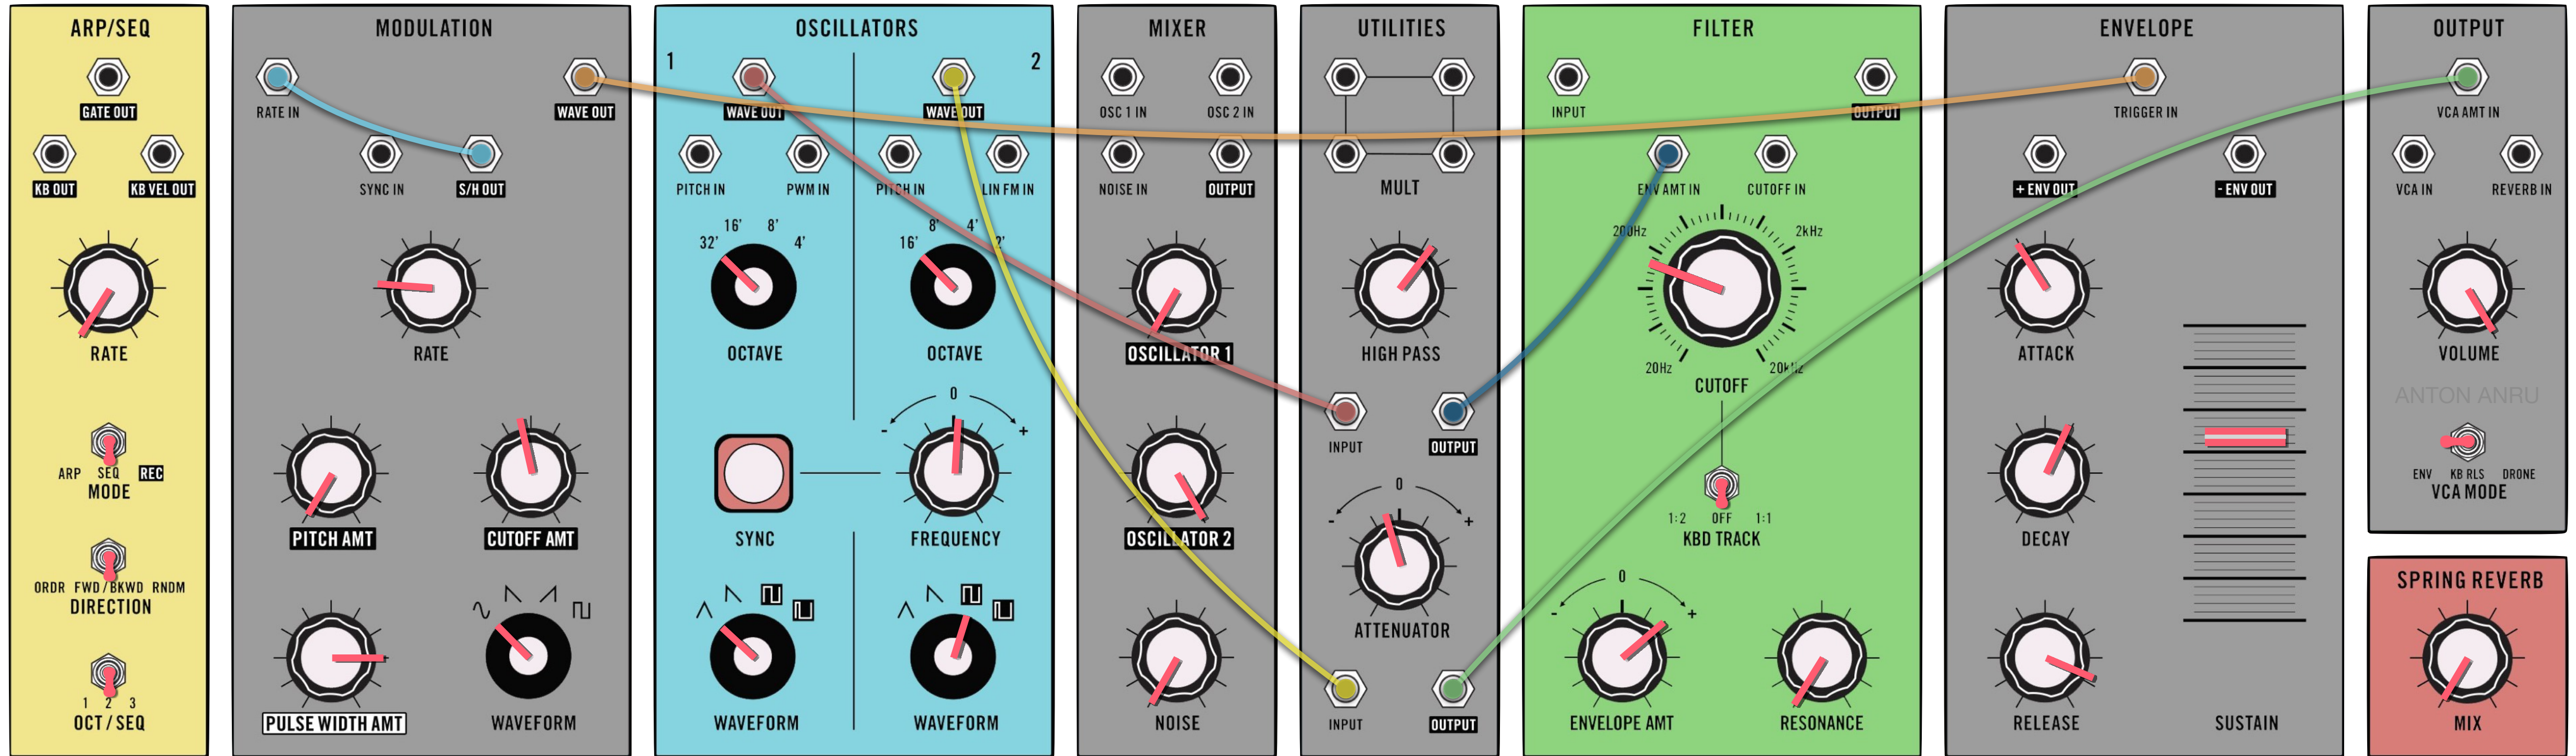 ARP/SEQ
GATE OUT
KB OUT
KB VEL OUT
RATE
ARP SEQ REC
MODE
ORDR FWD/BKWD RNDM
DIRECTION
1 2 3
OCT/SEQ
MODULATION
RATE IN
WAVE OUT
SYNC IN
S/H OUT
RATE
PITCH AMT
CUTOFF AMT
PULSE WIDTH AMT
WAVEFORM
OSCILLATORS
1
2
WAVE OUT
WAVE OUT
PITCH IN
PWM IN
PITCH IN
LIN FM IN
32' 16' 8' 4'
16' 8' 4' 2'
OCTAVE
OCTAVE
0
- +
SYNC
FREQUENCY
WAVEFORM
WAVEFORM
MIXER
OSC 1 IN
OSC 2 IN
NOISE IN
OUTPUT
OSCILLATOR 1
OSCILLATOR 2
NOISE
UTILITIES
MULT
HIGH PASS
INPUT
OUTPUT
0
- +
ATTENUATOR
INPUT
OUTPUT
FILTER
INPUT
OUTPUT
ENV AMT IN
CUTOFF IN
200Hz
2kHz
20Hz
20kHz
CUTOFF
1:2 OFF 1:1
KBD TRACK
0
- +
ENVELOPE AMT
RESONANCE
ENVELOPE
TRIGGER IN
+ ENV OUT
- ENV OUT
ATTACK
DECAY
RELEASE
SUSTAIN
OUTPUT
VCA AMT IN
VCA IN
REVERB IN
VOLUME
ANTON ANRU
ENV KB RLS DRONE
VCA MODE
SPRING REVERB
MIX